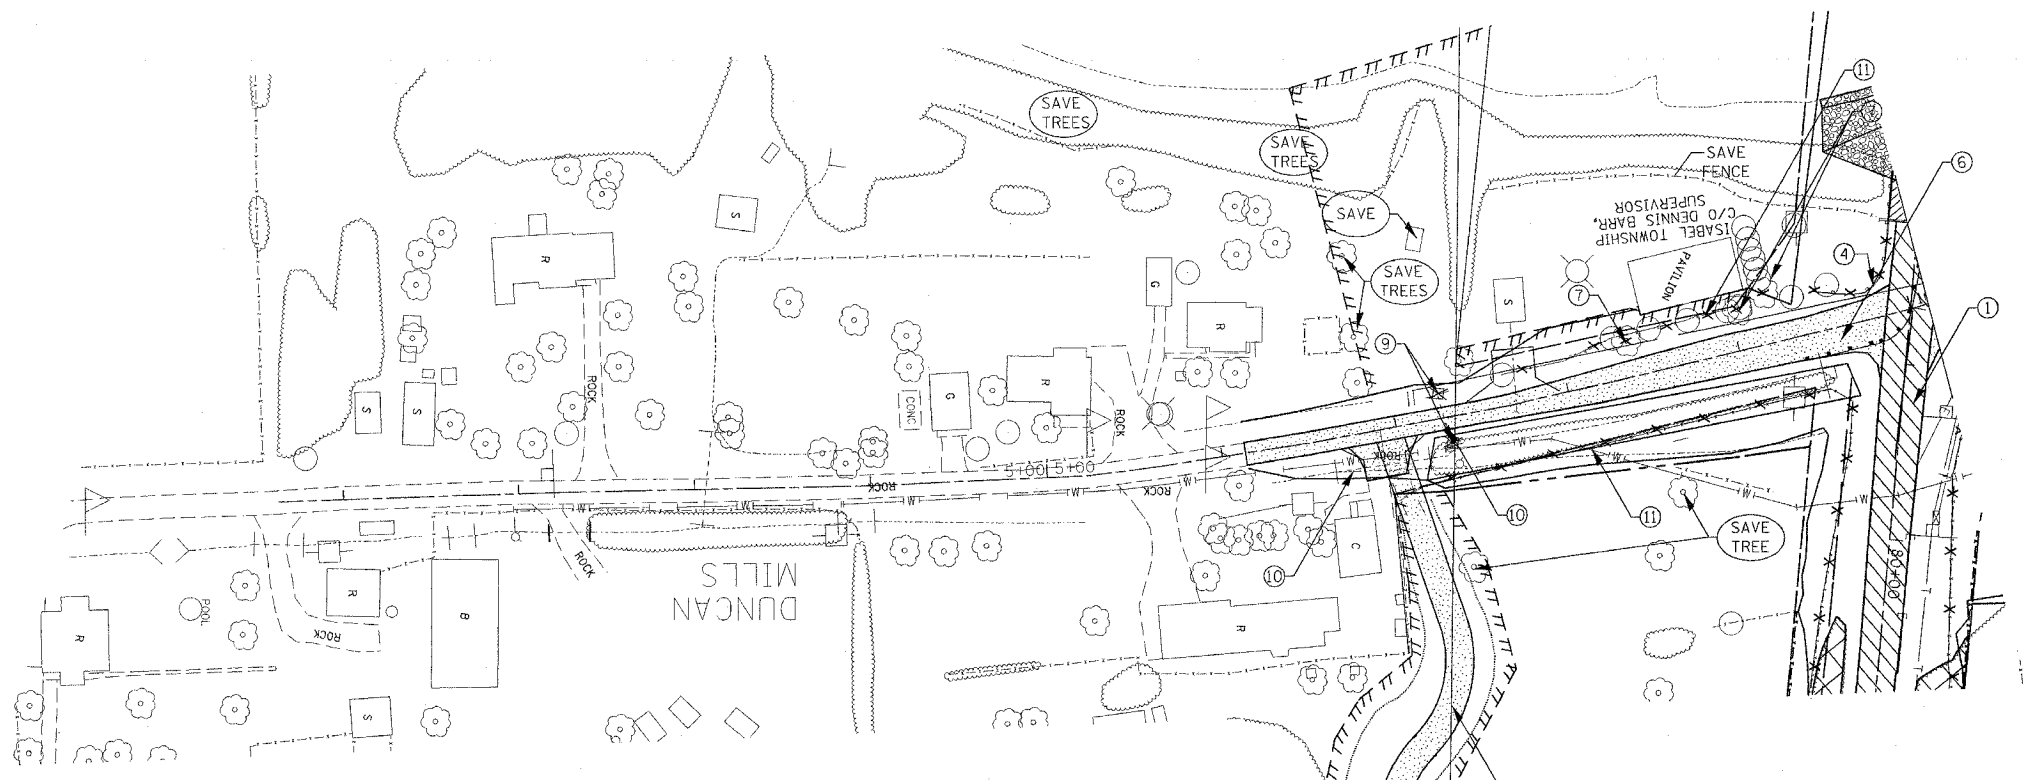 SAVE
TREES
SAVE
TREES
SAVE
SAVE
TREES
SAVE
FENCE
ISABEL TOWNSHIP
C/O DENNIS BARR,
SUPERVISOR
PAVILION
11
6
4
1
7
9
10
11
10
SAVE
TREE
S
R
G
R
S
R
G
CONC
S
S
ROCK
ROCK
ROCK
5+00
5+00
ROCK
ROCK
W
W
W
W
W
W
W
W
W
ROCK
DUNCAN
MILLS
R
B
C
R
R
POOL
ROCK
S
80+00
T
T